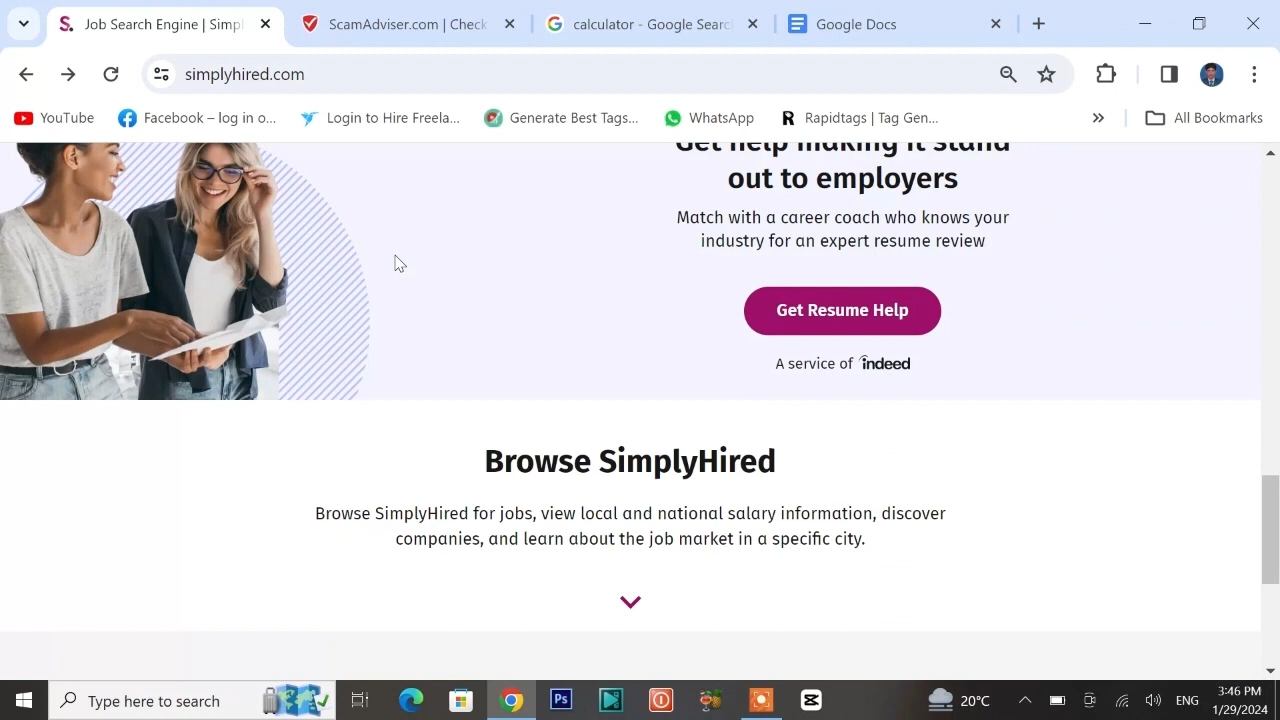 Job Search Engine | Simpl
ScamAdviser.com | Check
calculator - Google Searc
Google Docs
simplyhired.com
YouTube
Facebook – log in o...
Login to Hire Freela...
Generate Best Tags...
WhatsApp
Rapidtags | Tag Gen...
»
All Bookmarks
Get help making it stand
out to employers
Match with a career coach who knows your
industry for an expert resume review
Get Resume Help
A service of indeed
Browse SimplyHired
Browse SimplyHired for jobs, view local and national salary information, discover
companies, and learn about the job market in a specific city.
Type here to search
Ps
20°C
ENG
3:46 PM
1/29/2024